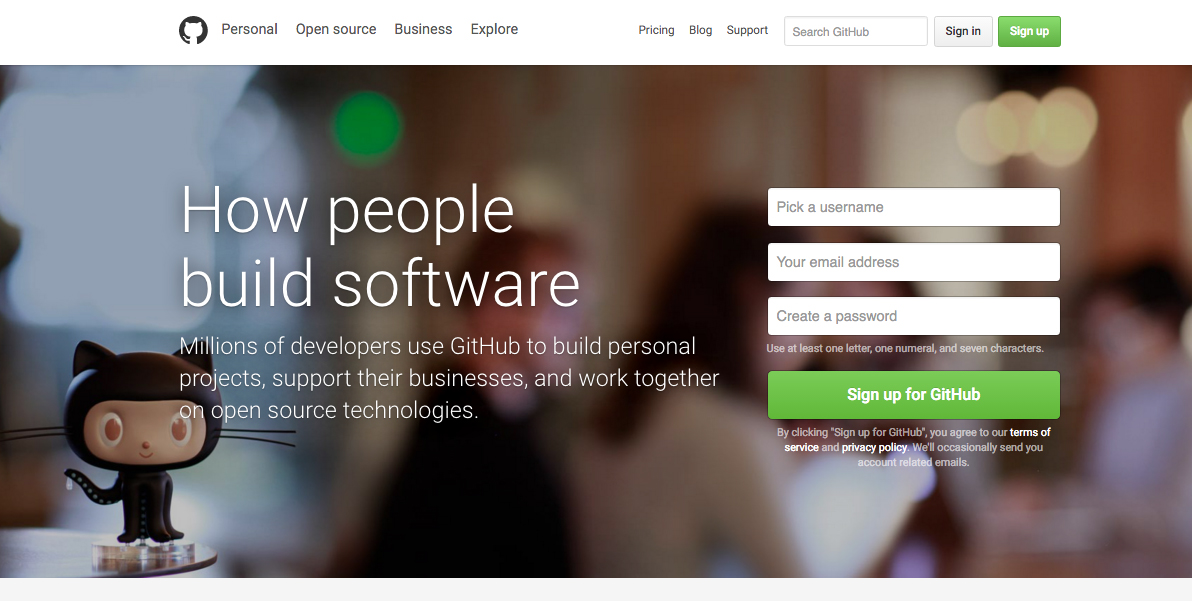 Personal Open source Business Explore Pricing Blog Support Search GitHub Sign in Sign up
How people
build software
Millions of developers use GitHub to build personal
projects, support their businesses, and work together
on open source technologies.
Pick a username
Your email address
Create a password
Use at least one letter, one numeral, and seven characters.
Sign up for GitHub
By clicking "Sign up for GitHub", you agree to our terms of
service and privacy policy. We'll occasionally send you
account related emails.